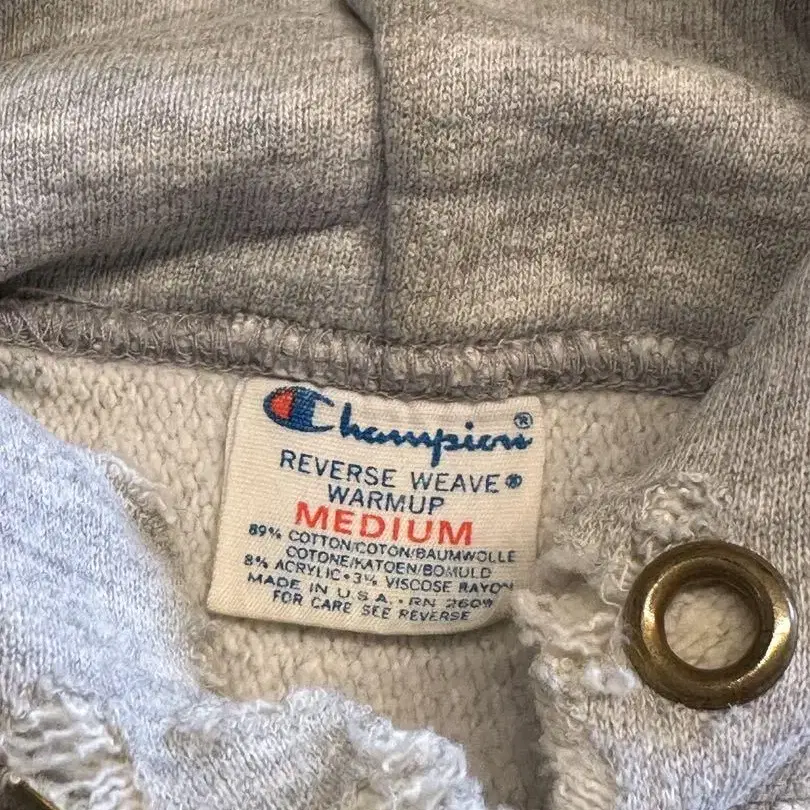 Champion®
REVERSE WEAVE®
WARMUP
MEDIUM
89% COTTON/COTON/BAUMWOLLE
COTONE/KATOEN/BOMULD
8% ACRYLIC • 3% VISCOSE RAYON
MADE IN U.S.A. • RN 260
FOR CARE SEE REVERSE